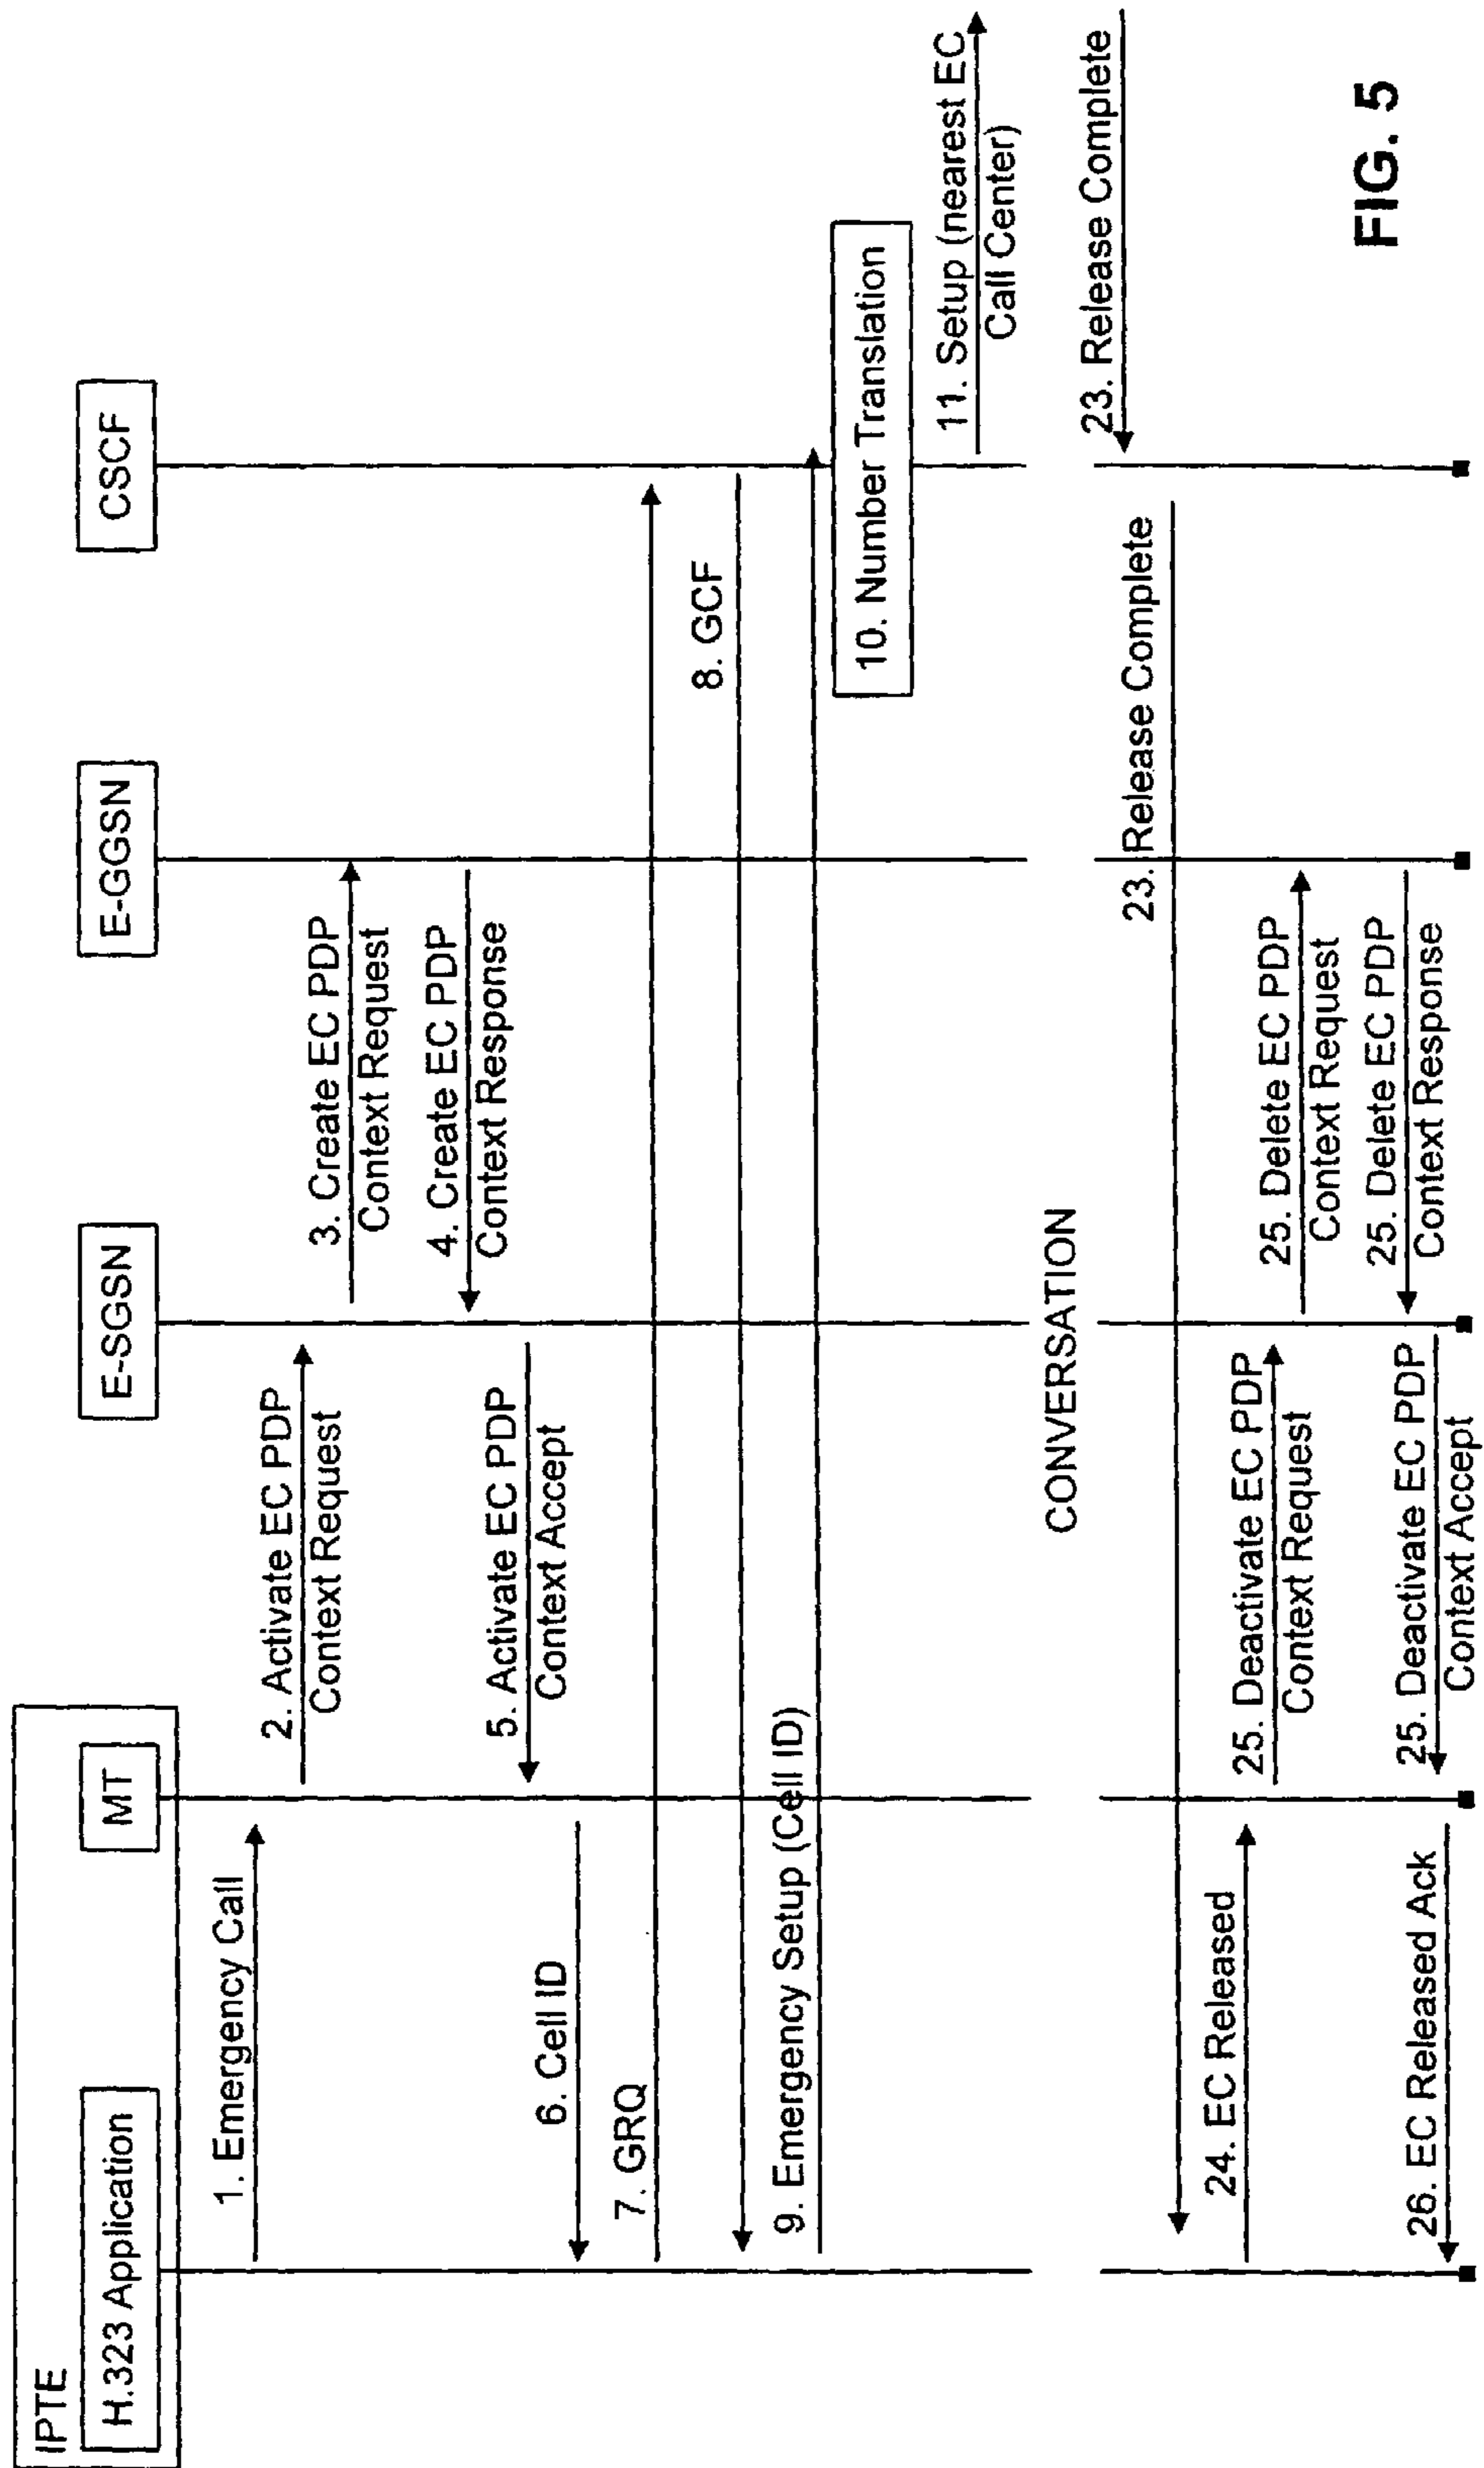 IPTE
H.323 Application
MT
E-SGSN
E-GGSN
CSCF
1. Emergency Call
2. Activate EC PDP
Context Request
3. Create EC PDP
Context Request
4. Create EC PDP
Context Response
5. Activate EC PDP
Context Accept
6. Cell ID
7. GRQ
8. GCF
9. Emergency Setup (Cell ID)
10. Number Translation
11. Setup (nearest EC
Call Center)
CONVERSATION
23. Release Complete
23. Release Complete
24. EC Released
25. Deactivate EC PDP
Context Request
25. Delete EC PDP
Context Request
25. Delete EC PDP
Context Response
25. Deactivate EC PDP
Context Accept
26. EC Released Ack
FIG. 5